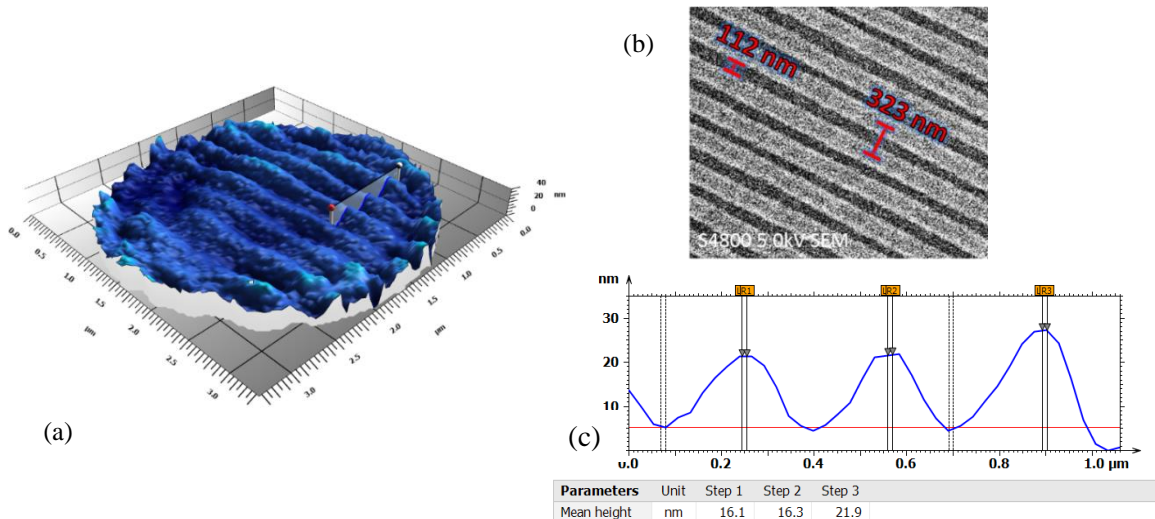 (a)
40
20 nm
0
0.0
0.5
1.0
1.5
2.0
2.5
3.0
µm
0.0
0.5
1.0
1.5
2.0
2.5
3.0
µm
(b)
112 nm
323 nm
S4800 5.0kV SEM
(c)
nm
LR1 LR2 LR3
30
20
10
0.0 0.2 0.4 0.6 0.8 1.0 µm
Parameters Unit Step 1 Step 2 Step 3
Mean height nm 16.1 16.3 21.9